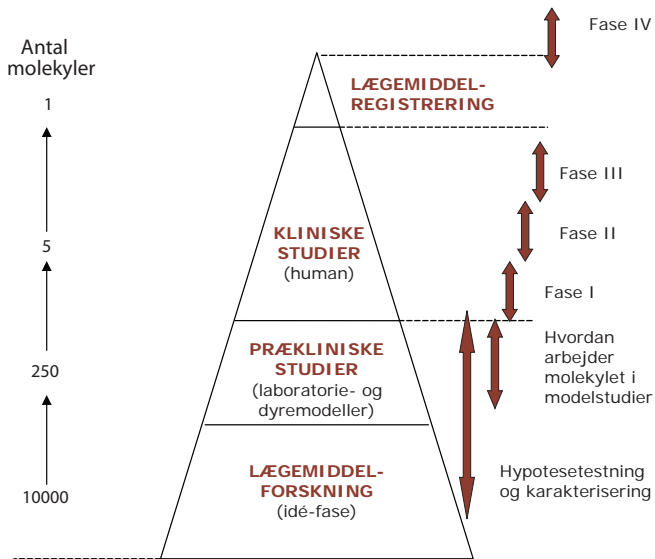 Antal
molekyler
1
5
250
10000
LÆGEMIDDEL-
REGISTRERING
KLINISKE
STUDIER
(human)
PRÆKLINISKE
STUDIER
(laboratorie- og
dyremodeller)
LÆGEMIDDEL-
FORSKNING
(idé-fase)
Fase IV
Fase III
Fase II
Fase I
Hvordan
arbejder
molekylet i
modelstudier
Hypotesetestning
og karakterisering